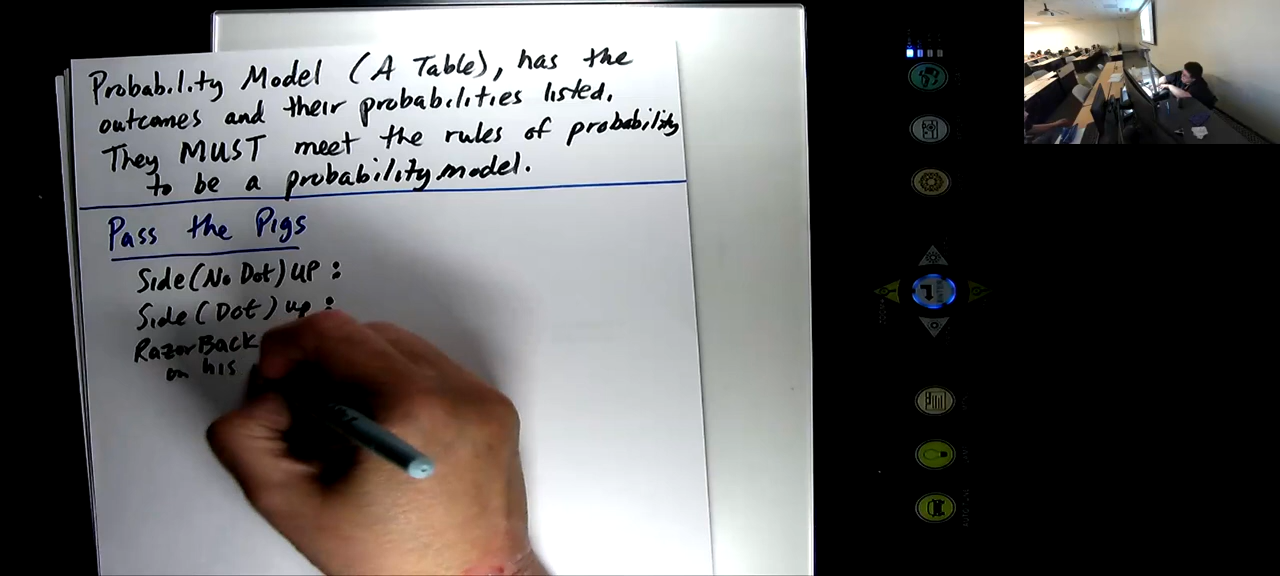 Probability Model (A Table), has the
outcomes and their probabilities listed.
They MUST meet the rules of probability
to be a probability model.
Pass the Pigs
Side (No Dot) up :
Side (Dot) up :
RazorBack
on his